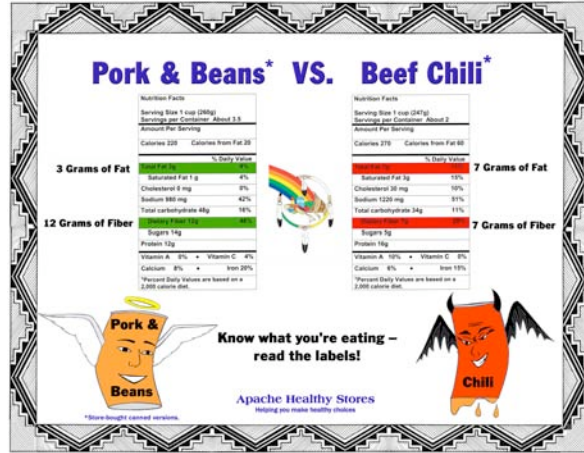 Pork & Beans* VS. Beef Chili*
Nutrition Facts
Serving Size 1 cup (260g)
Servings per Container About 3.5
Amount Per Serving
Calories 220 Calories from Fat 20
% Daily Value
3 Grams of Fat
Total Fat 3g
Saturated Fat 1 g 4%
Cholesterol 0 mg 0%
Sodium 980 mg 42%
Total carbohydrate 48g 16%
12 Grams of Fiber
Dietary Fiber 12g 48%
Sugars 14g
Protein 12g
Vitamin A 0% • Vitamin C 4%
Calcium 8% • Iron 20%
*Percent Daily Values are based on a
2,000 calorie diet.
Nutrition Facts
Serving Size 1 cup (247g)
Servings per Container About 2
Amount Per Serving
Calories 270 Calories from Fat 60
% Daily Value
Total Fat 7g
7 Grams of Fat
Saturated Fat 3g 15%
Cholesterol 30 mg 10%
Sodium 1220 mg 51%
Total carbohydrate 34g 11%
Dietary Fiber 7g
7 Grams of Fiber
Sugars 5g
Protein 16g
Vitamin A 10% • Vitamin C 0%
Calcium 6% • Iron 15%
*Percent Daily Values are based on a
2,000 calorie diet.
Pork &
Beans
Know what you're eating –
read the labels!
Chili
Apache Healthy Stores
Helping you make healthy choices
*Store-bought canned versions.